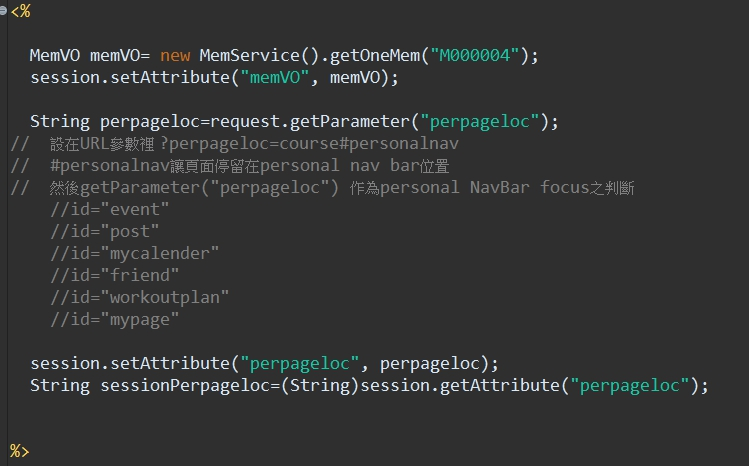 <%
MemVO memVO= new MemService().getOneMem("M000004");
session.setAttribute("memVO", memVO);
String perpageloc=request.getParameter("perpageloc");
// 設在URL參數裡 ?perpageloc=course#personalnav
// #personalnav讓頁面停留在personal nav bar位置
// 然後getParameter("perpageloc") 作為personal NavBar focus之判斷
//id="event"
//id="post"
//id="mycalender"
//id="friend"
//id="workoutplan"
//id="mypage"
session.setAttribute("perpageloc", perpageloc);
String sessionPerpageloc=(String)session.getAttribute("perpageloc");
%>